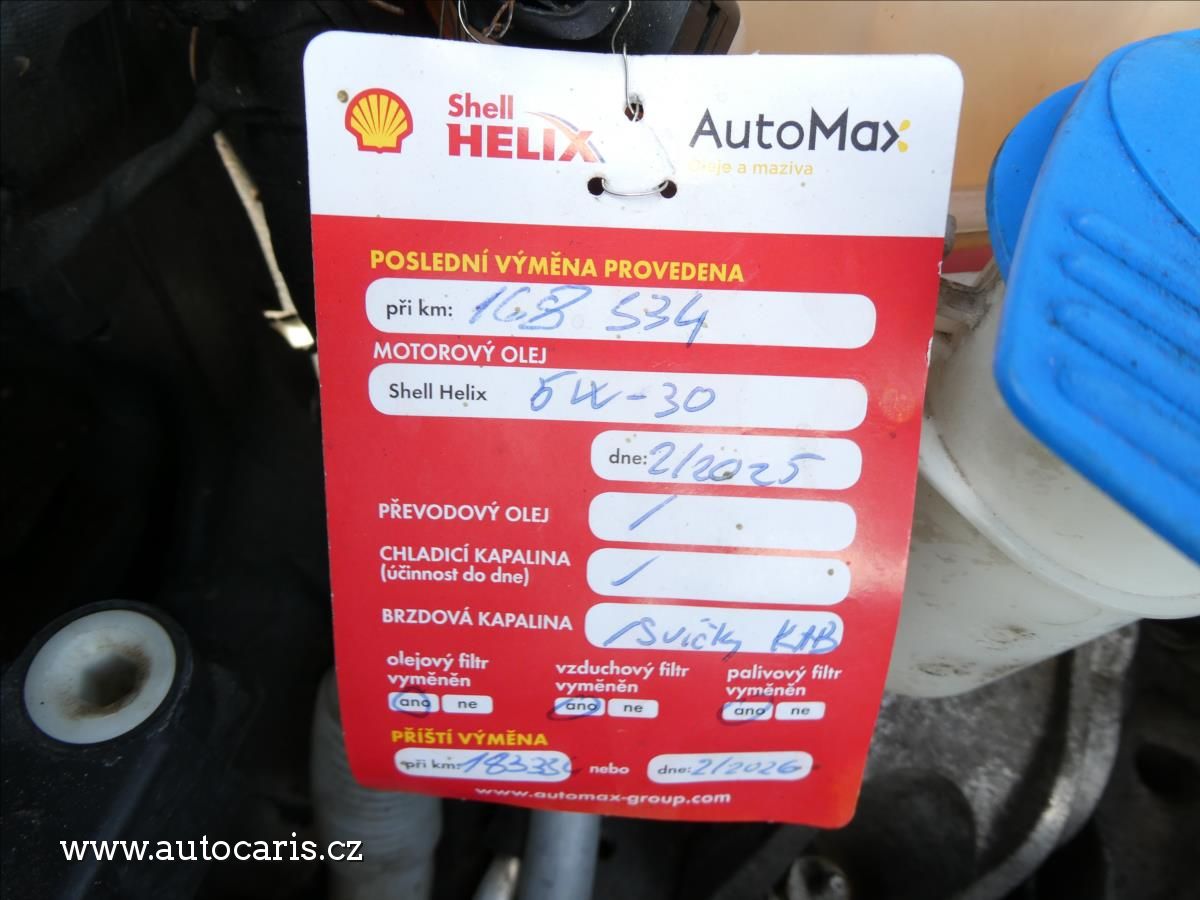 Shell
HELIX
AutoMax
Oleje a maziva
POSLEDNÍ VÝMĚNA PROVEDENA
při km: 168 534
MOTOROVÝ OLEJ
Shell Helix 5W-30
dne: 2/2025
PŘEVODOVÝ OLEJ /
CHLADICÍ KAPALINA /
(účinnost do dne)
BRZDOVÁ KAPALINA / Svíčky KAB
olejový filtr vzduchový filtr palivový filtr
vyměněn vyměněn vyměněn
ano ne ano ne ano ne
PŘÍŠTÍ VÝMĚNA
při km: nebo dne: 2/2026
www.automax-group.com
www.autocaris.cz